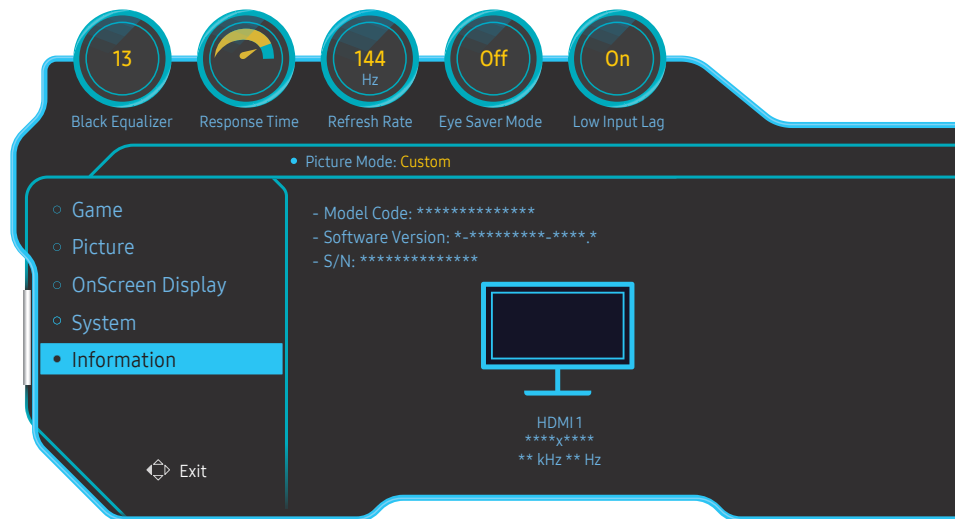 13
144
Hz
Off
On
Black Equalizer
Response Time
Refresh Rate
Eye Saver Mode
Low Input Lag
Picture Mode: Custom
Game
Picture
OnScreen Display
System
Information
Exit
- Model Code: **************
- Software Version: *-*********-****.*
- S/N: **************
HDMI 1
****x****
** kHz ** Hz